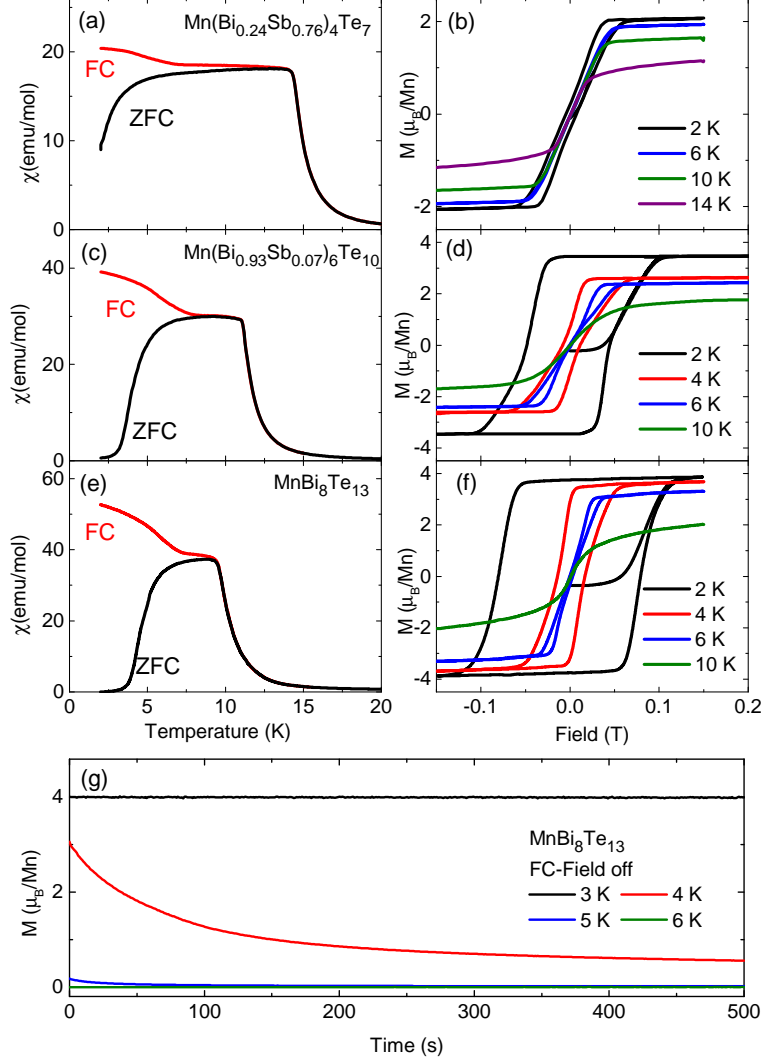 (a) Mn(Bi0.24Sb0.76)4Te7
FC
ZFC
χ(emu/mol)
0
10
20
30
(b)
2 K
6 K
10 K
14 K
M (μB/Mn)
-2
0
2
(c) Mn(Bi0.93Sb0.07)6Te10
FC
ZFC
χ(emu/mol)
0
20
40
(d)
2 K
4 K
6 K
10 K
M (μB/Mn)
-4
-2
0
2
4
(e) MnBi8Te13
FC
ZFC
χ(emu/mol)
0
20
40
60
0 5 10 15 20
Temperature (K)
(f)
2 K
4 K
6 K
10 K
M (μB/Mn)
-4
-2
0
2
4
-0.1 0.0 0.1 0.2
Field (T)
(g)
MnBi8Te13
FC-Field off
3 K 4 K
5 K 6 K
M (μB/Mn)
0
2
4
0 100 200 300 400 500
Time (s)